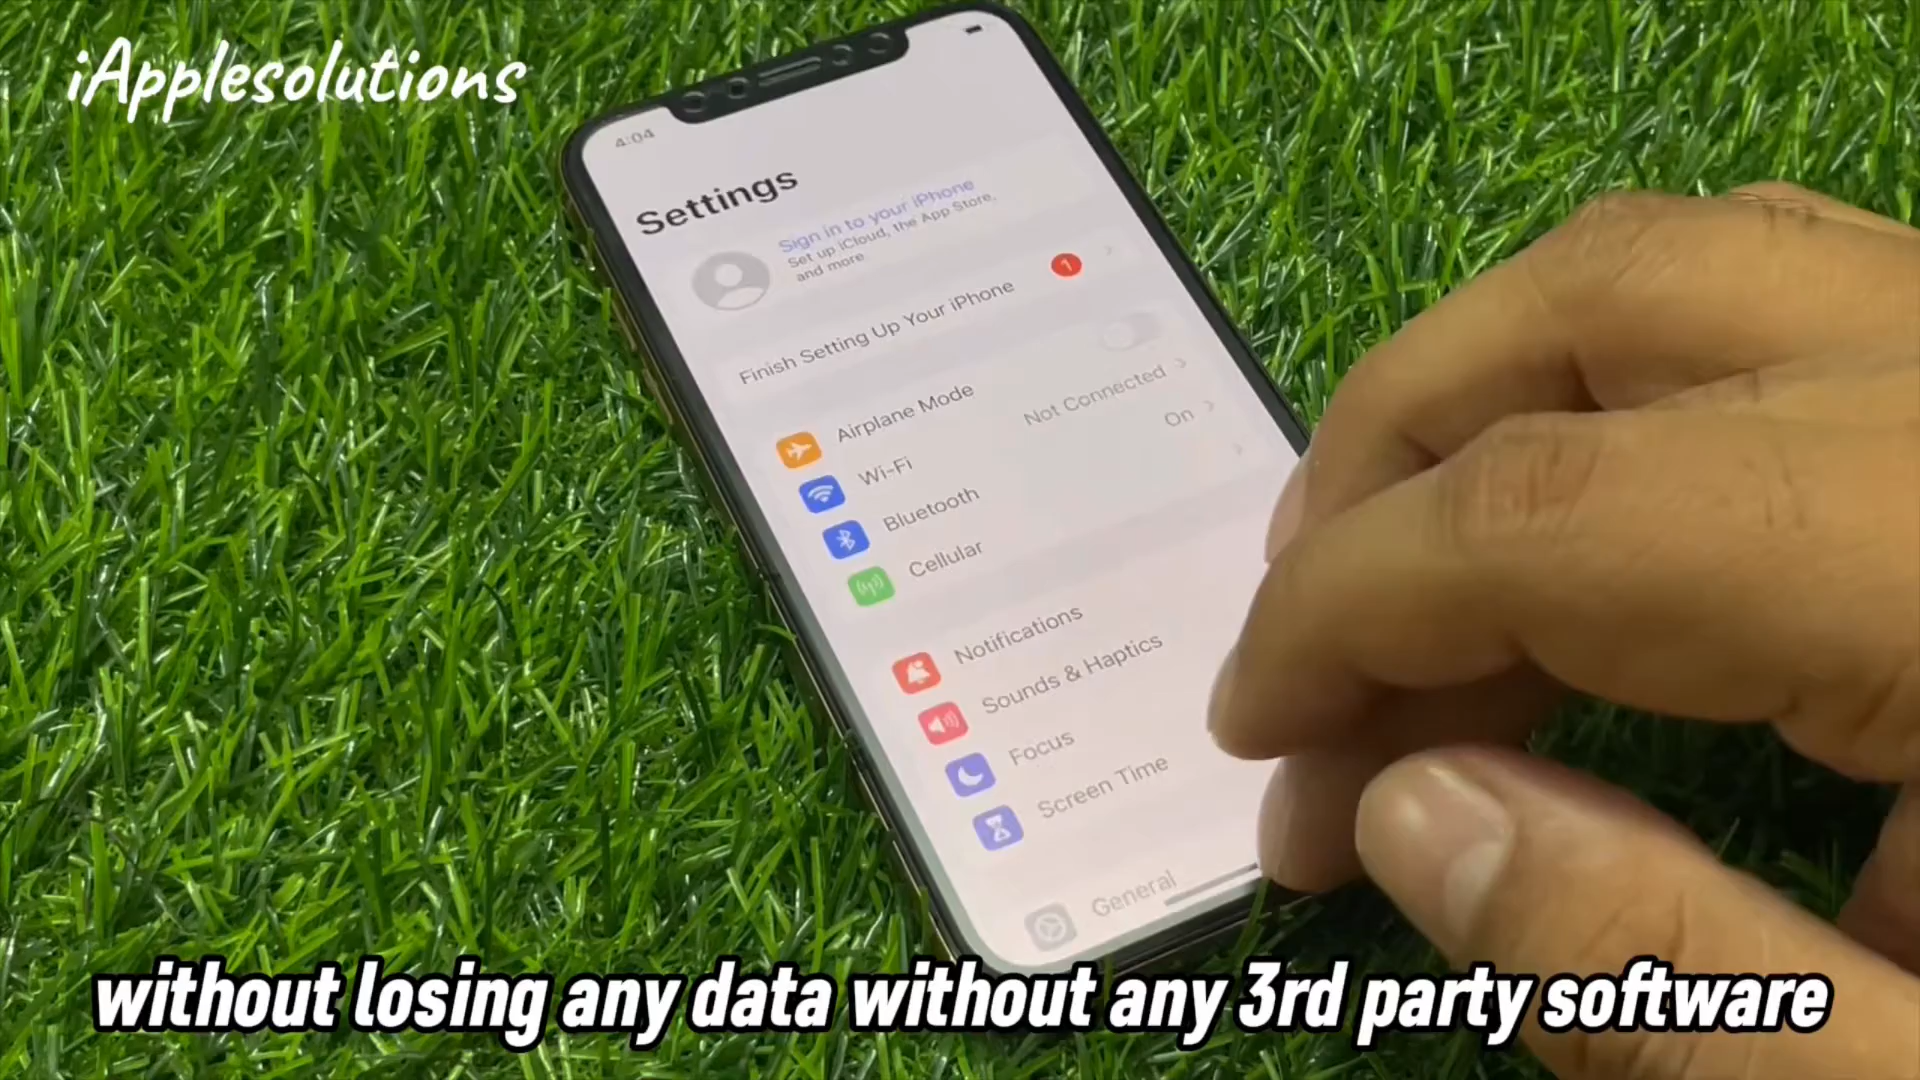 iApplesolutions
4:04
Settings
Sign in to your iPhone
Set up iCloud, the App Store,
and more.
Finish Setting Up Your iPhone
1
Airplane Mode
Wi-Fi
Not Connected
Bluetooth
On
Cellular
Notifications
Sounds & Haptics
Focus
Screen Time
General
without losing any data without any 3rd party software